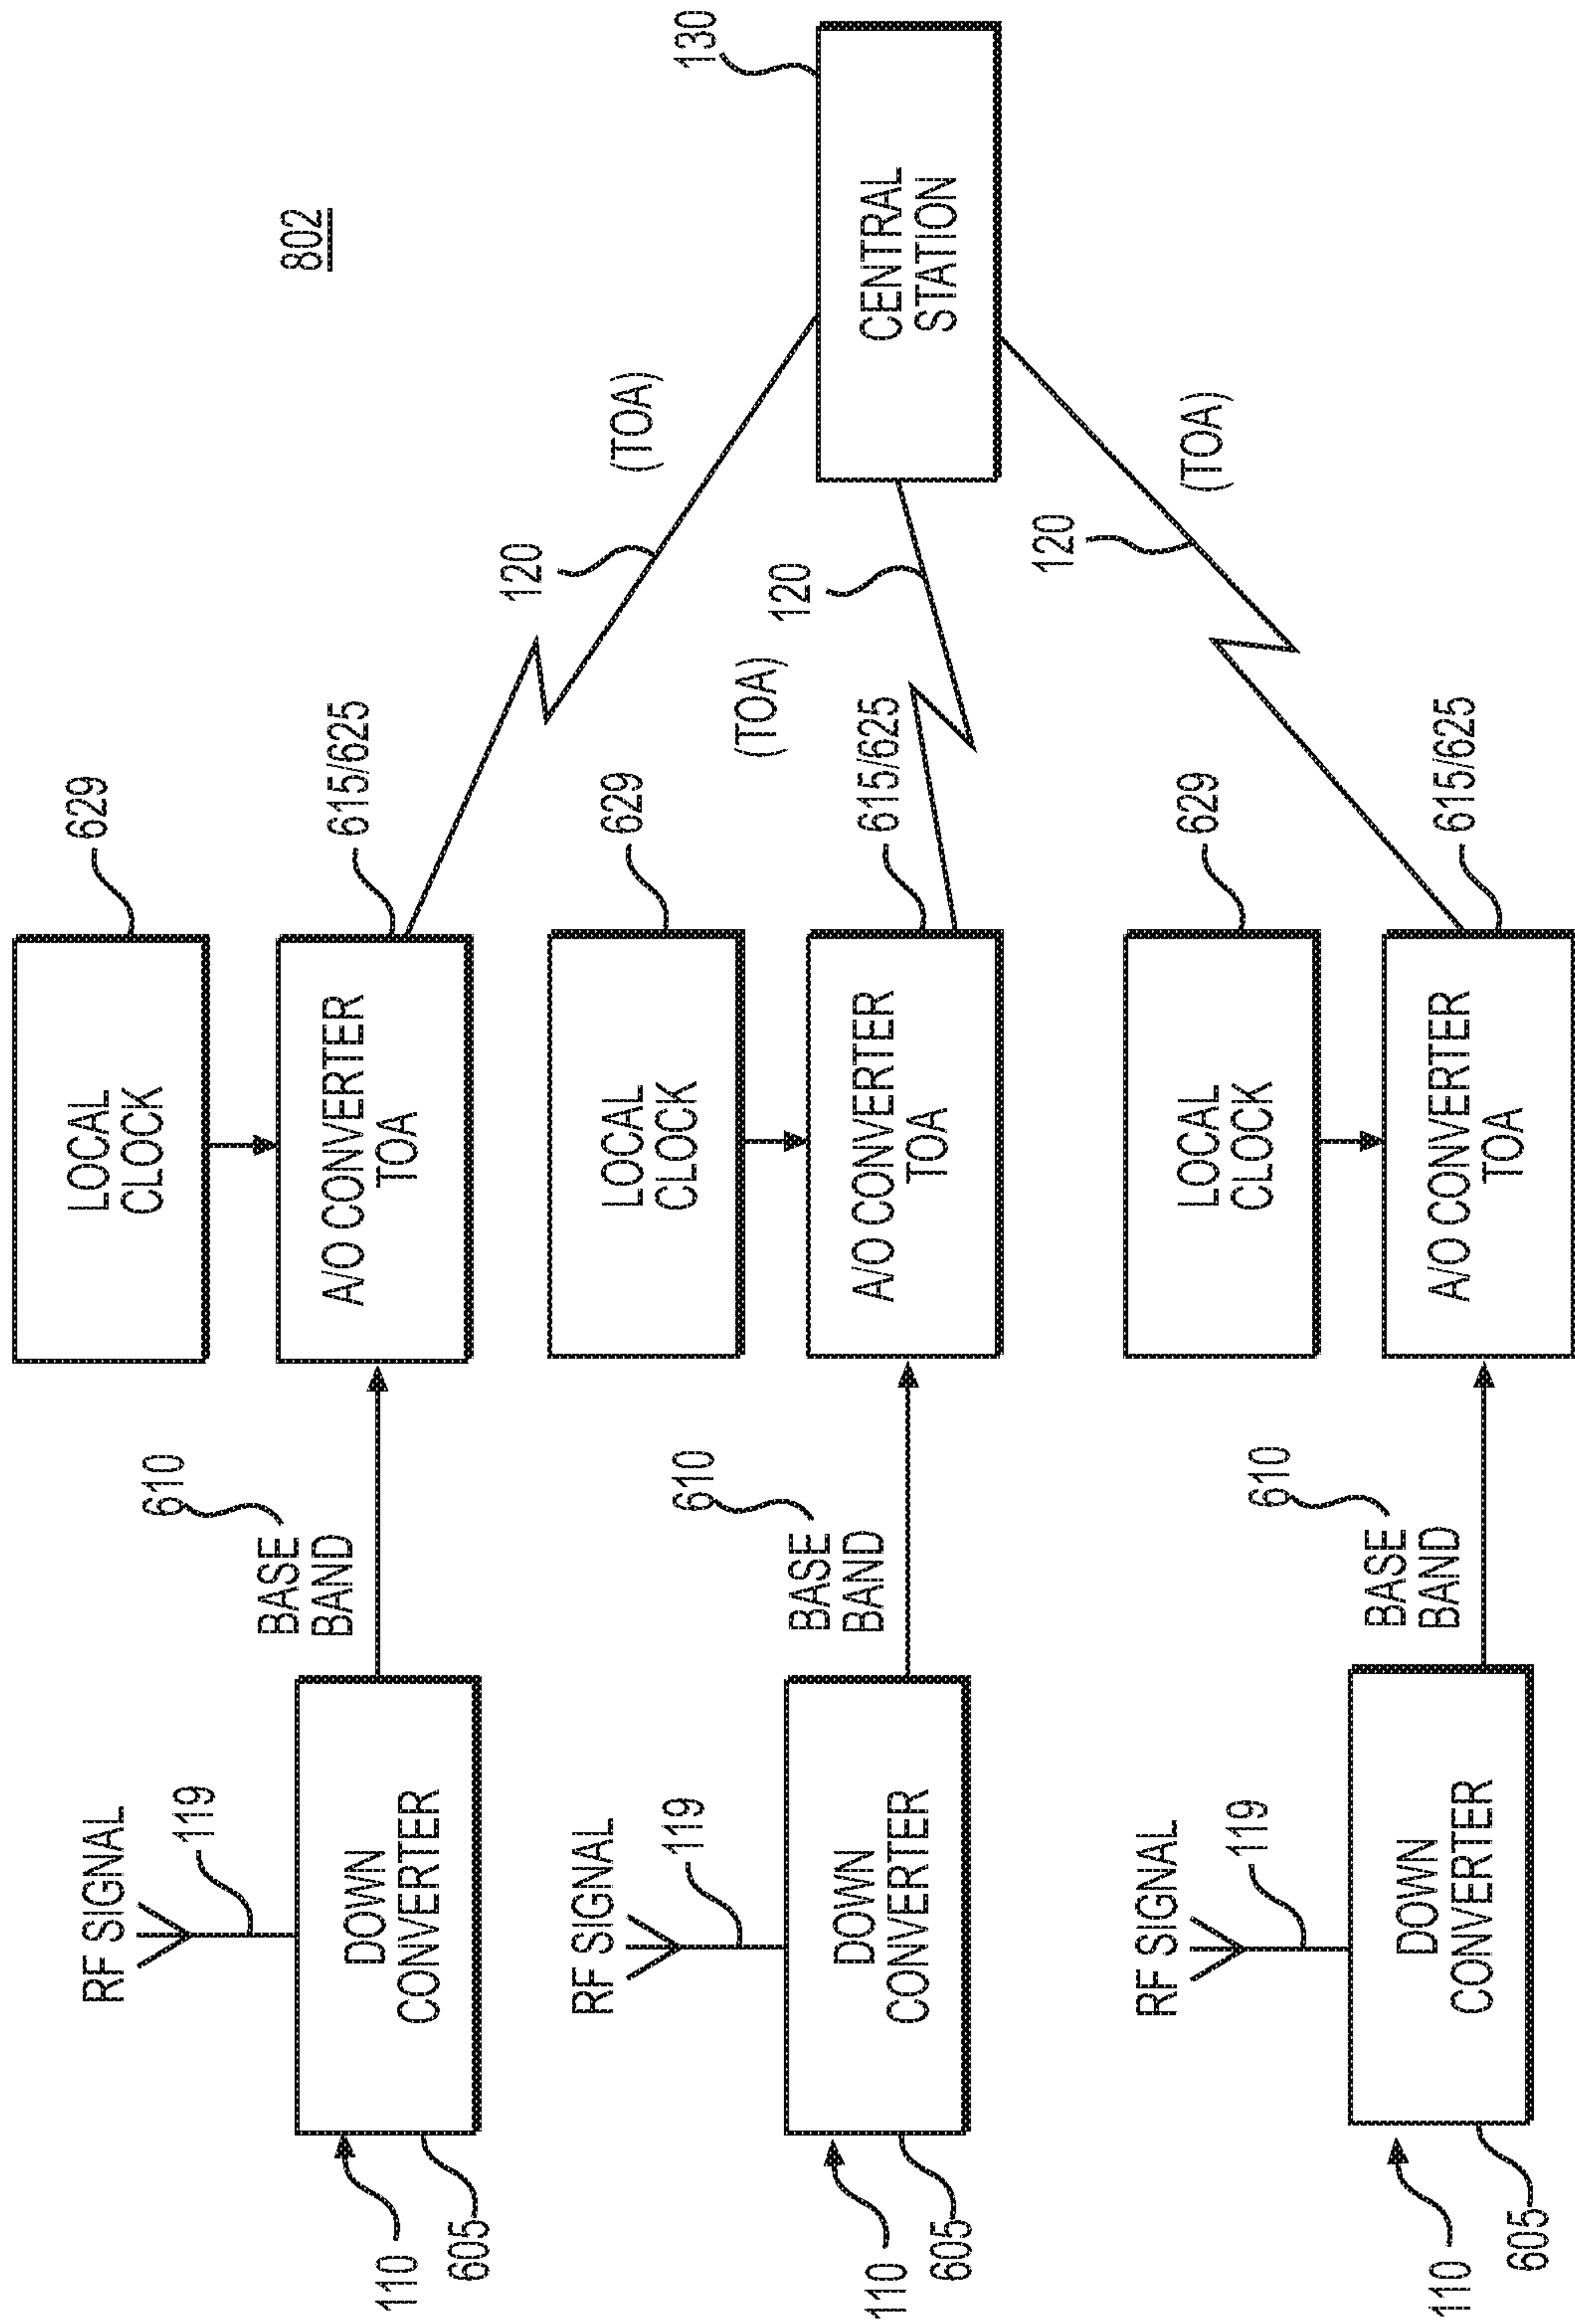 802
RF SIGNAL
119
DOWN
CONVERTER
110
605
610
BASE
BAND
LOCAL
CLOCK
629
A/O CONVERTER
TOA
615/625
120
(TOA)
RF SIGNAL
119
DOWN
CONVERTER
110
605
610
BASE
BAND
LOCAL
CLOCK
629
A/O CONVERTER
TOA
615/625
(TOA)
120
CENTRAL
STATION
130
RF SIGNAL
119
DOWN
CONVERTER
110
605
610
BASE
BAND
LOCAL
CLOCK
629
A/O CONVERTER
TOA
615/625
120
(TOA)